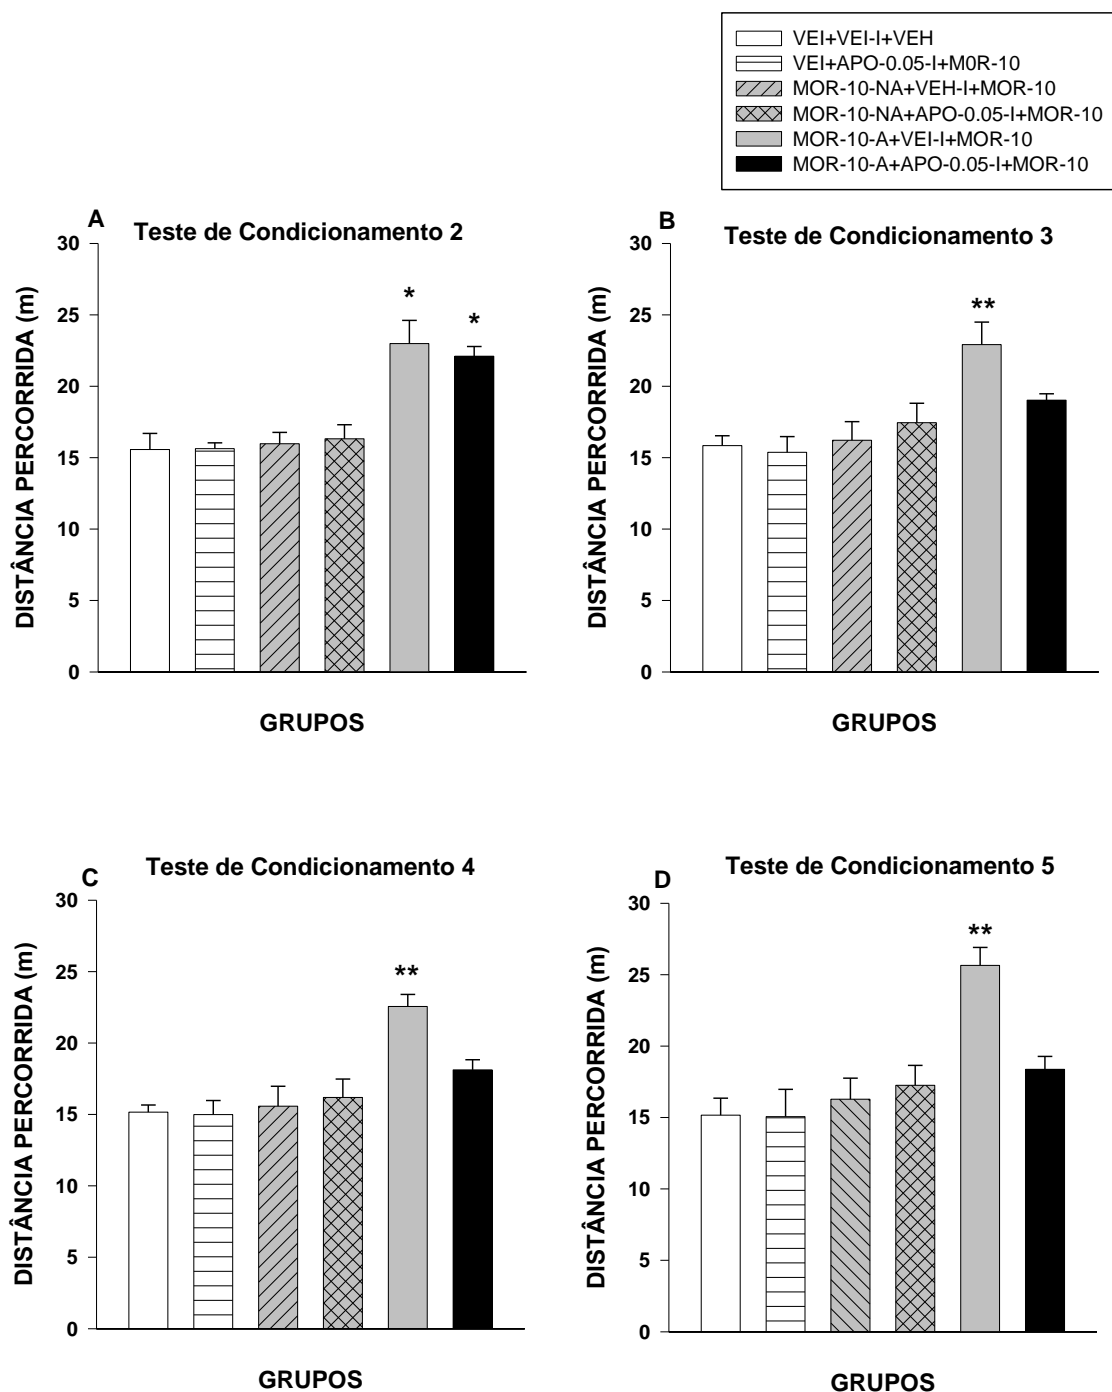 VEI+VEI-I+VEH
VEI+APO-0.05-I+M0R-10
MOR-10-NA+VEH-I+MOR-10
MOR-10-NA+APO-0.05-I+MOR-10
MOR-10-A+VEI-I+MOR-10
MOR-10-A+APO-0.05-I+MOR-10
A
Teste de Condicionamento 2
DISTÂNCIA PERCORRIDA (m)
30
25
20
15
10
5
0
*
*
GRUPOS
B
Teste de Condicionamento 3
DISTÂNCIA PERCORRIDA (m)
30
25
20
15
10
5
0
**
GRUPOS
C
Teste de Condicionamento 4
DISTÂNCIA PERCORRIDA (m)
30
25
20
15
10
5
0
**
GRUPOS
D
Teste de Condicionamento 5
DISTÂNCIA PERCORRIDA (m)
30
25
20
15
10
5
0
**
GRUPOS